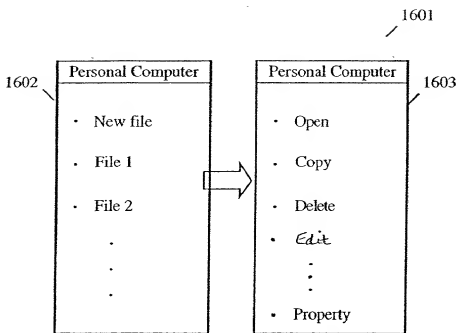 1601
1602
1603
Personal Computer
· New file
· File 1
· File 2
·
·
·
Personal Computer
· Open
· Copy
· Delete
· Edit
·
·
·
· Property